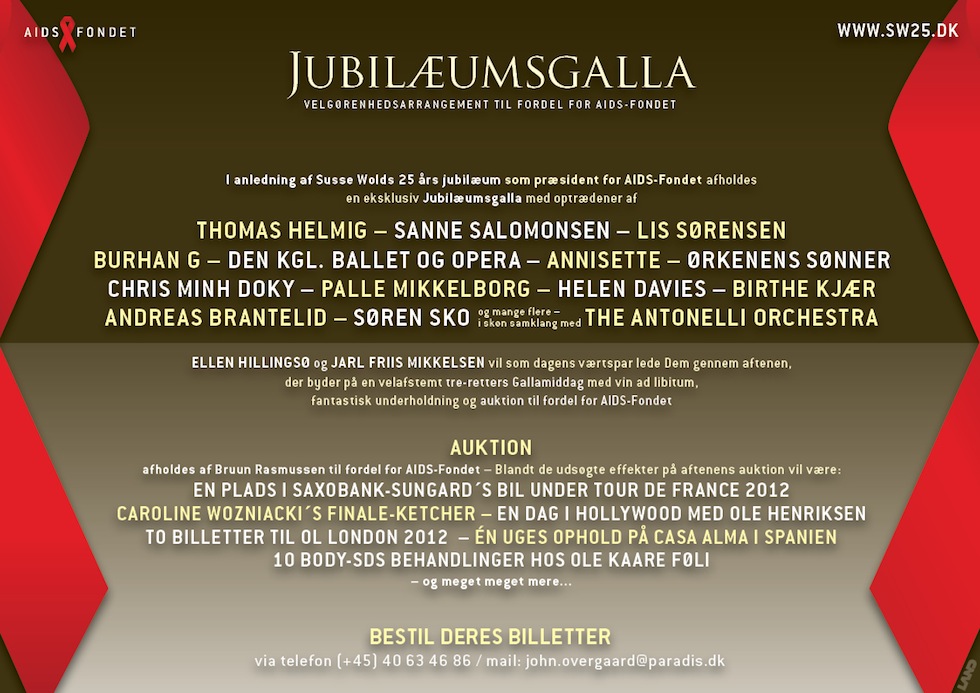 AIDS FONDET
WWW.SW25.DK
JUBILÆUMSGALLA
VELGØRENHEDSARRANGEMENT TIL FORDEL FOR AIDS-FONDET
I anledning af Susse Wolds 25 års jubilæum som præsident for AIDS-Fondet afholdes
en eksklusiv Jubilæumsgalla med optrædener af
THOMAS HELMIG – SANNE SALOMONSEN – LIS SØRENSEN
BURHAN G – DEN KGL. BALLET OG OPERA – ANNISETTE – ØRKENENS SØNNER
CHRIS MINH DOKY – PALLE MIKKELBORG – HELEN DAVIES – BIRTHE KJÆR
ANDREAS BRANTELID – SØREN SKO og mange flere – i skøn samklang med THE ANTONELLI ORCHESTRA
ELLEN HILLINGSØ og JARL FRIIS MIKKELSEN vil som dagens værtspar lede Dem gennem aftenen,
der byder på en velafstemt tre-retters Gallamiddag med vin ad libitum,
fantastisk underholdning og auktion til fordel for AIDS-Fondet
AUKTION
afholdes af Bruun Rasmussen til fordel for AIDS-Fondet – Blandt de udsøgte effekter på aftenens auktion vil være:
EN PLADS I SAXOBANK-SUNGARD´S BIL UNDER TOUR DE FRANCE 2012
CAROLINE WOZNIACKI´S FINALE-KETCHER – EN DAG I HOLLYWOOD MED OLE HENRIKSEN
TO BILLETTER TIL OL LONDON 2012 – ÉN UGES OPHOLD PÅ CASA ALMA I SPANIEN
10 BODY-SDS BEHANDLINGER HOS OLE KAARE FØLI
– og meget meget mere...
BESTIL DERES BILLETTER
via telefon (+45) 40 63 46 86 / mail: john.overgaard@paradis.dk